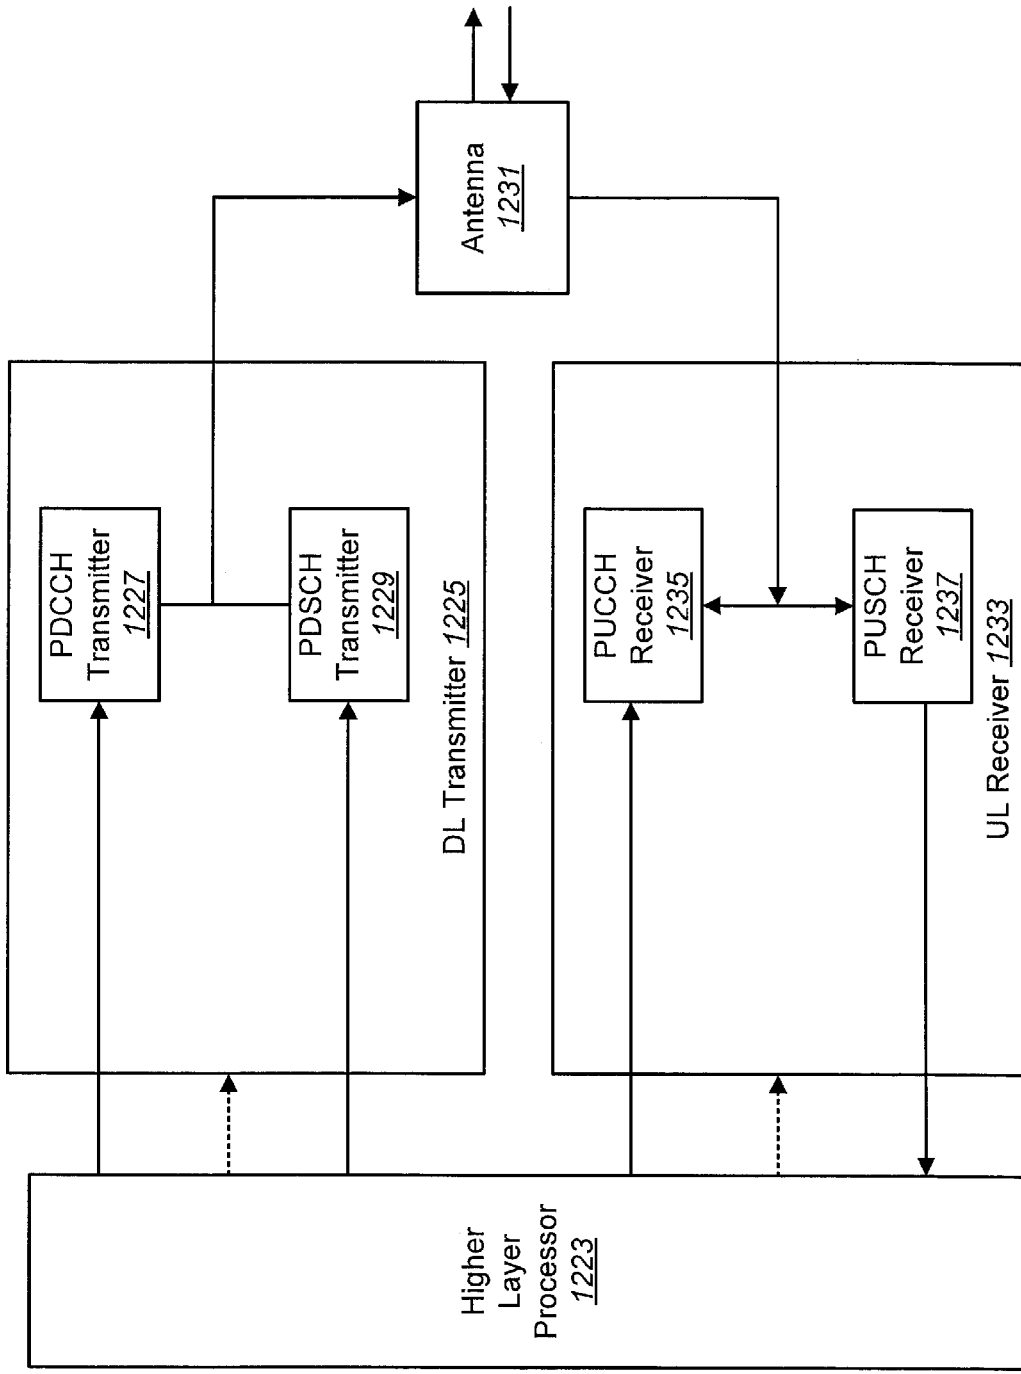 Higher
Layer
Processor
1223
PDCCH
Transmitter
1227
PDSCH
Transmitter
1229
DL Transmitter 1225
PUCCH
Receiver
1235
PUSCH
Receiver
1237
UL Receiver 1233
Antenna
1231